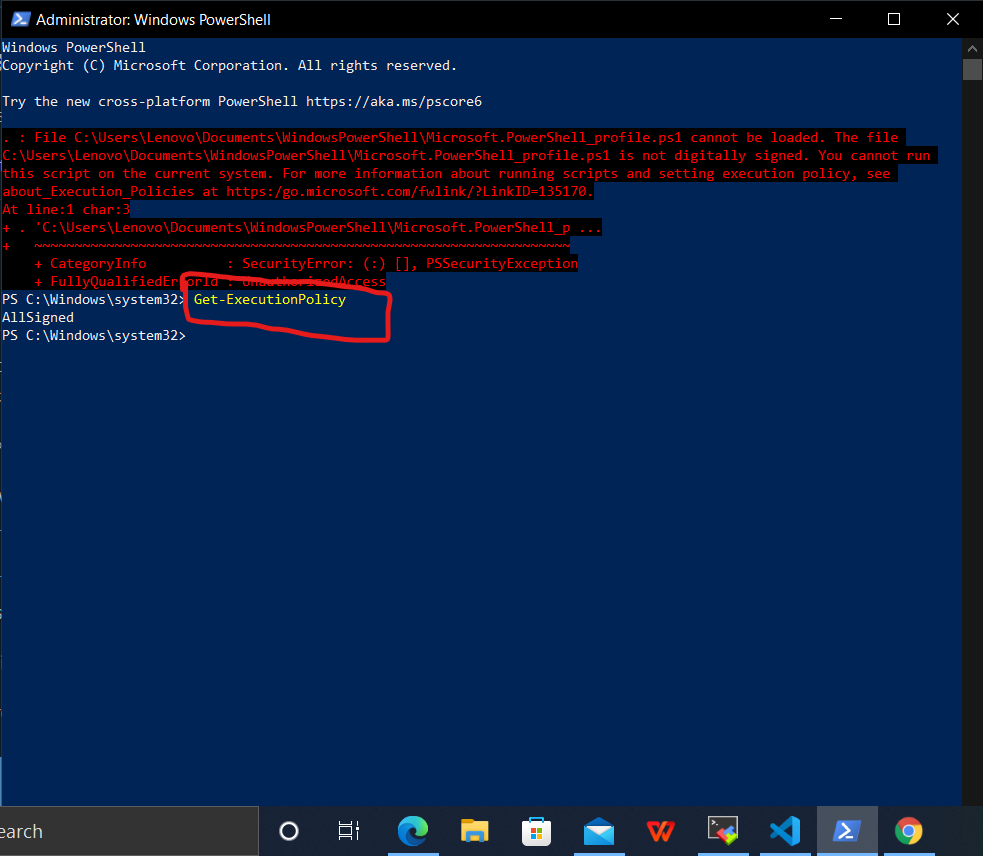 Administrator: Windows PowerShell
Windows PowerShell
Copyright (C) Microsoft Corporation. All rights reserved.
Try the new cross-platform PowerShell https://aka.ms/pscore6
. : File C:\Users\Lenovo\Documents\WindowsPowerShell\Microsoft.PowerShell_profile.ps1 cannot be loaded. The file
C:\Users\Lenovo\Documents\WindowsPowerShell\Microsoft.PowerShell_profile.ps1 is not digitally signed. You cannot run
this script on the current system. For more information about running scripts and setting execution policy, see
about_Execution_Policies at https:/go.microsoft.com/fwlink/?LinkID=135170.
At line:1 char:3
+ . 'C:\Users\Lenovo\Documents\WindowsPowerShell\Microsoft.PowerShell_p ...
+   ~~~~~~~~~~~~~~~~~~~~~~~~~~~~~~~~~~~~~~~~~~~~~~~~~~~~~~~~~~~~~~~~~~~
+ CategoryInfo          : SecurityError: (:) [], PSSecurityException
+ FullyQualifiedErrorId : UnauthorizedAccess
PS C:\Windows\system32> Get-ExecutionPolicy
AllSigned
PS C:\Windows\system32>
earch